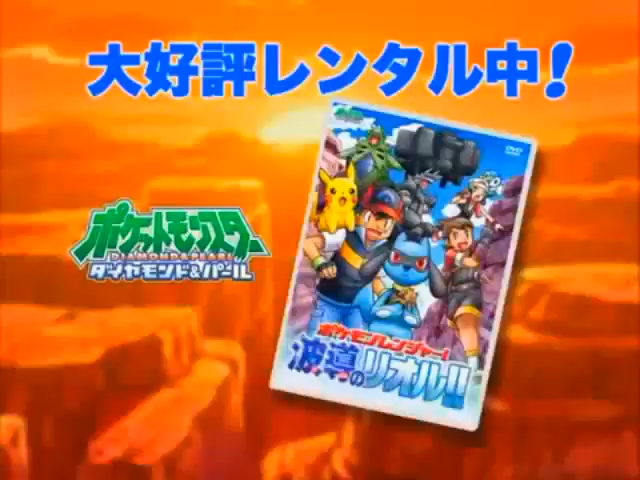 大好評レンタル中!
ポケットモンスター
DIAMOND&PEARL
ダイヤモンド&パール
DVD
ポケモンレンジャー!
波導のリオル!!